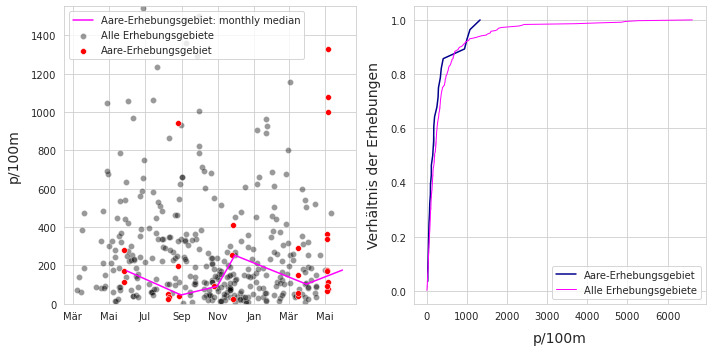 Aare-Erhebungsgebiet: monthly median
Alle Erhebungsgebiete
Aare-Erhebungsgebiet
p/100m
1400
1200
1000
800
600
400
200
0
Mär Mai Jul Sep Nov Jan Mär Mai
Verhältnis der Erhebungen
1.0
0.8
0.6
0.4
0.2
0.0
Aare-Erhebungsgebiet
Alle Erhebungsgebiete
0 1000 2000 3000 4000 5000 6000
p/100m